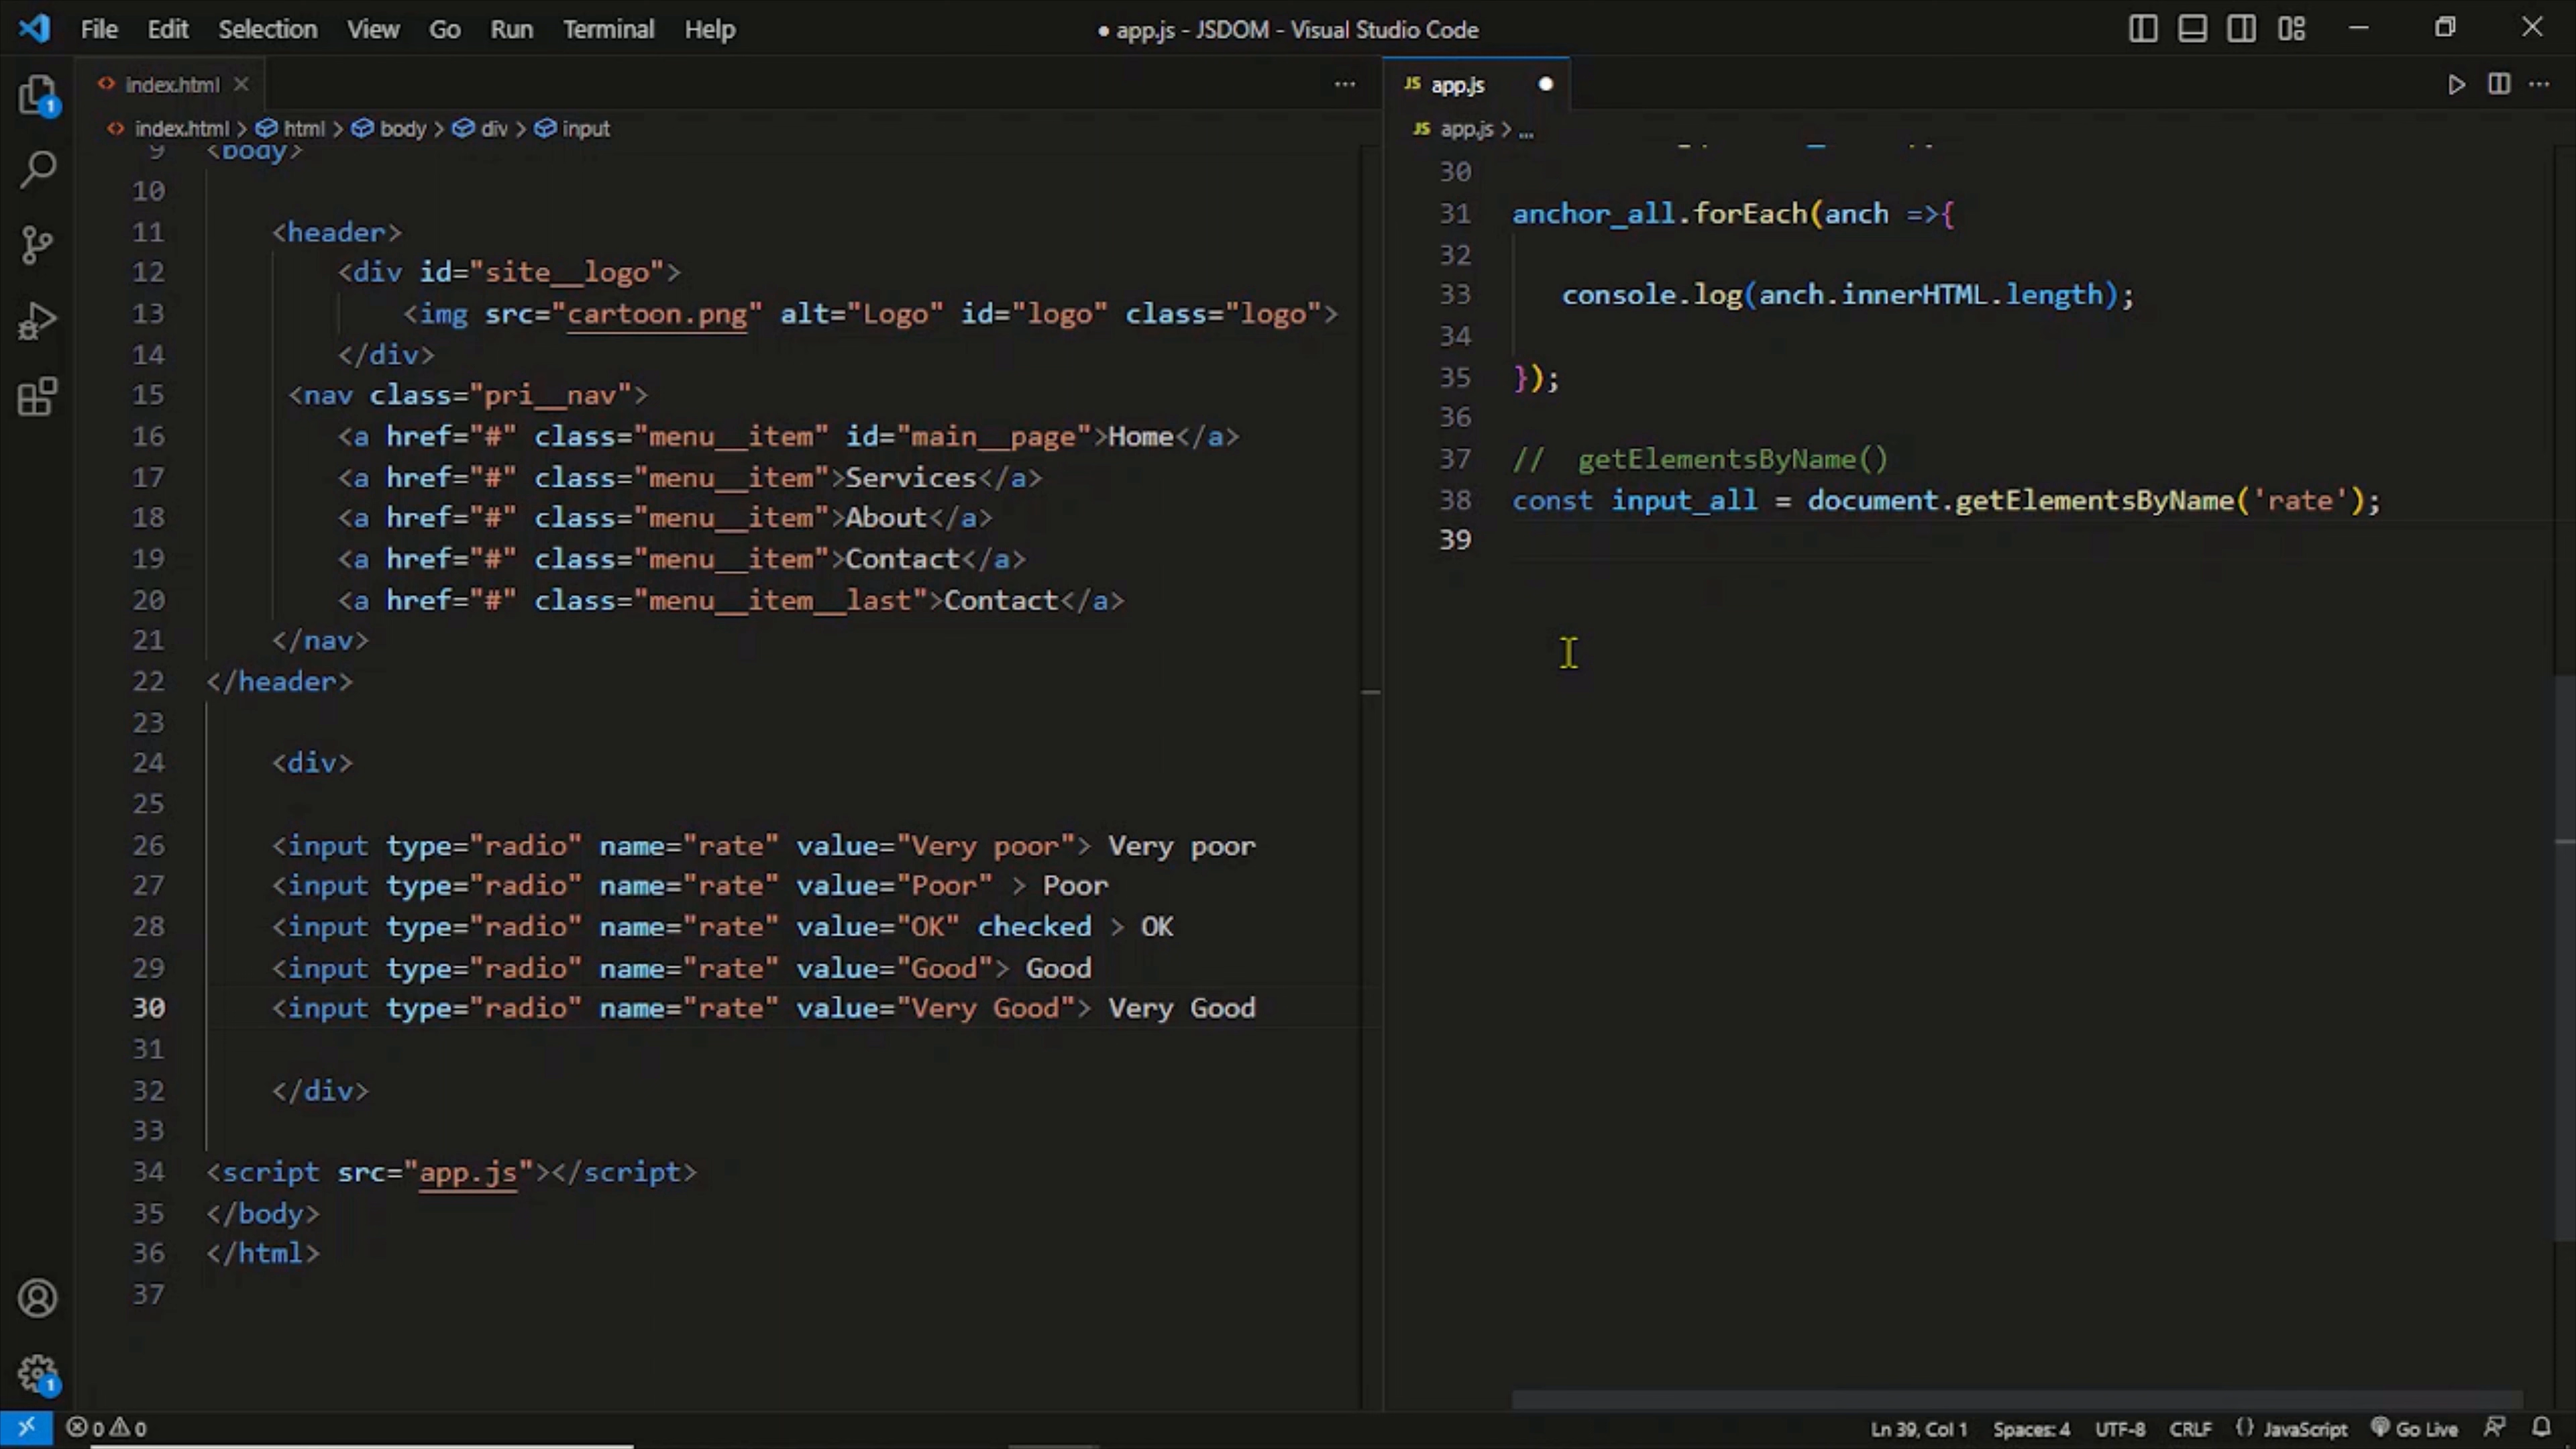 File Edit Selection View Go Run Terminal Help
● app.js - JSDOM - Visual Studio Code
index.html
index.html > html > body > div > input
9 <body>
10
11 <header>
12 <div id="site__logo">
13 <img src="cartoon.png" alt="Logo" id="logo" class="logo">
14 </div>
15 <nav class="pri__nav">
16 <a href="#" class="menu__item" id="main__page">Home</a>
17 <a href="#" class="menu__item">Services</a>
18 <a href="#" class="menu__item">About</a>
19 <a href="#" class="menu__item">Contact</a>
20 <a href="#" class="menu__item__last">Contact</a>
21 </nav>
22 </header>
23
24 <div>
25
26 <input type="radio" name="rate" value="Very poor"> Very poor
27 <input type="radio" name="rate" value="Poor" > Poor
28 <input type="radio" name="rate" value="OK" checked > OK
29 <input type="radio" name="rate" value="Good"> Good
30 <input type="radio" name="rate" value="Very Good"> Very Good
31
32 </div>
33
34 <script src="app.js"></script>
35 </body>
36 </html>
37
JS app.js
JS app.js > ...
30
31 anchor_all.forEach(anch =>{
32
33 console.log(anch.innerHTML.length);
34
35 });
36
37 //  getElementsByName()
38 const input_all = document.getElementsByName('rate');
39
1
1
0 0
Ln 39, Col 1 Spaces: 4 UTF-8 CRLF {} JavaScript Go Live